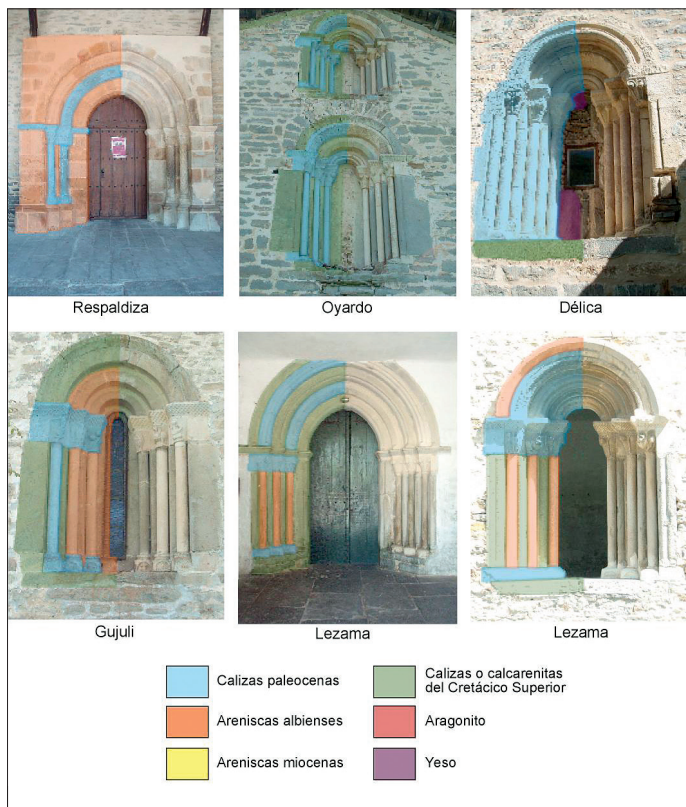 Respaldiza
Oyardo
Délica
Gujuli
Lezama
Lezama
Calizas paleocenas
Calizas o calcarenitas
del Cretácico Superior
Areniscas albienses
Aragonito
Areniscas miocenas
Yeso